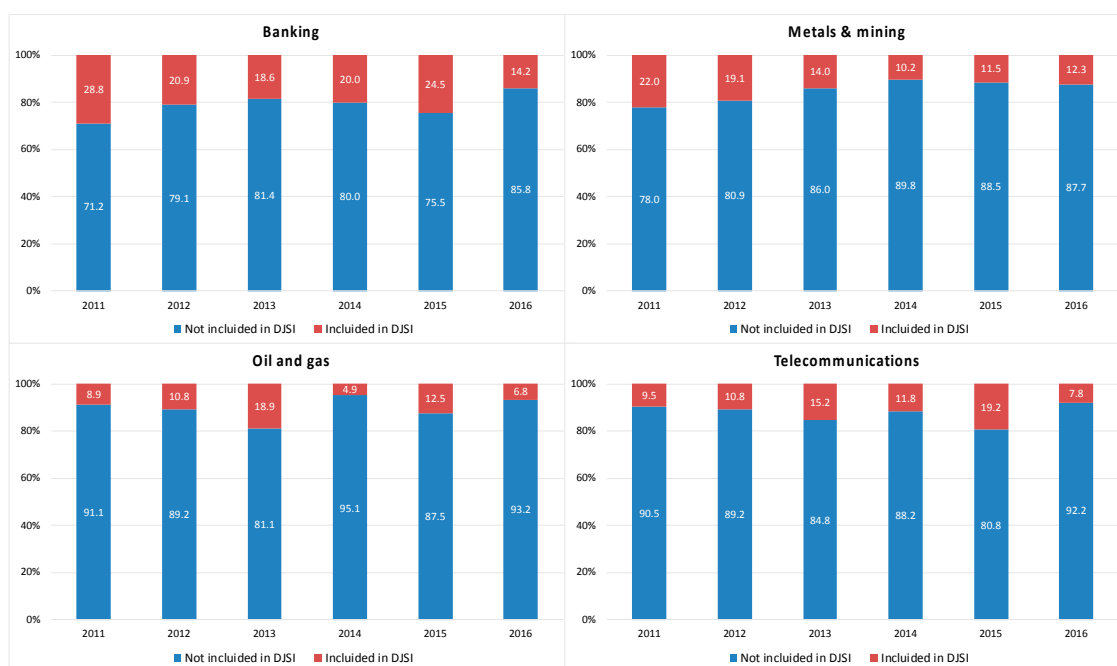 Banking
100%
80%
60%
40%
20%
0%
28.8 20.9 18.6 20.0 24.5 14.2
71.2 79.1 81.4 80.0 75.5 85.8
2011 2012 2013 2014 2015 2016
Not included in DJSI Included in DJSI
Metals & mining
100%
80%
60%
40%
20%
0%
22.0 19.1 14.0 10.2 11.5 12.3
78.0 80.9 86.0 89.8 88.5 87.7
2011 2012 2013 2014 2015 2016
Not included in DJSI Included in DJSI
Oil and gas
100%
80%
60%
40%
20%
0%
8.9 10.8 18.9 4.9 12.5 6.8
91.1 89.2 81.1 95.1 87.5 93.2
2011 2012 2013 2014 2015 2016
Not included in DJSI Included in DJSI
Telecommunications
100%
80%
60%
40%
20%
0%
9.5 10.8 15.2 11.8 19.2 7.8
90.5 89.2 84.8 88.2 80.8 92.2
2011 2012 2013 2014 2015 2016
Not included in DJSI Included in DJSI